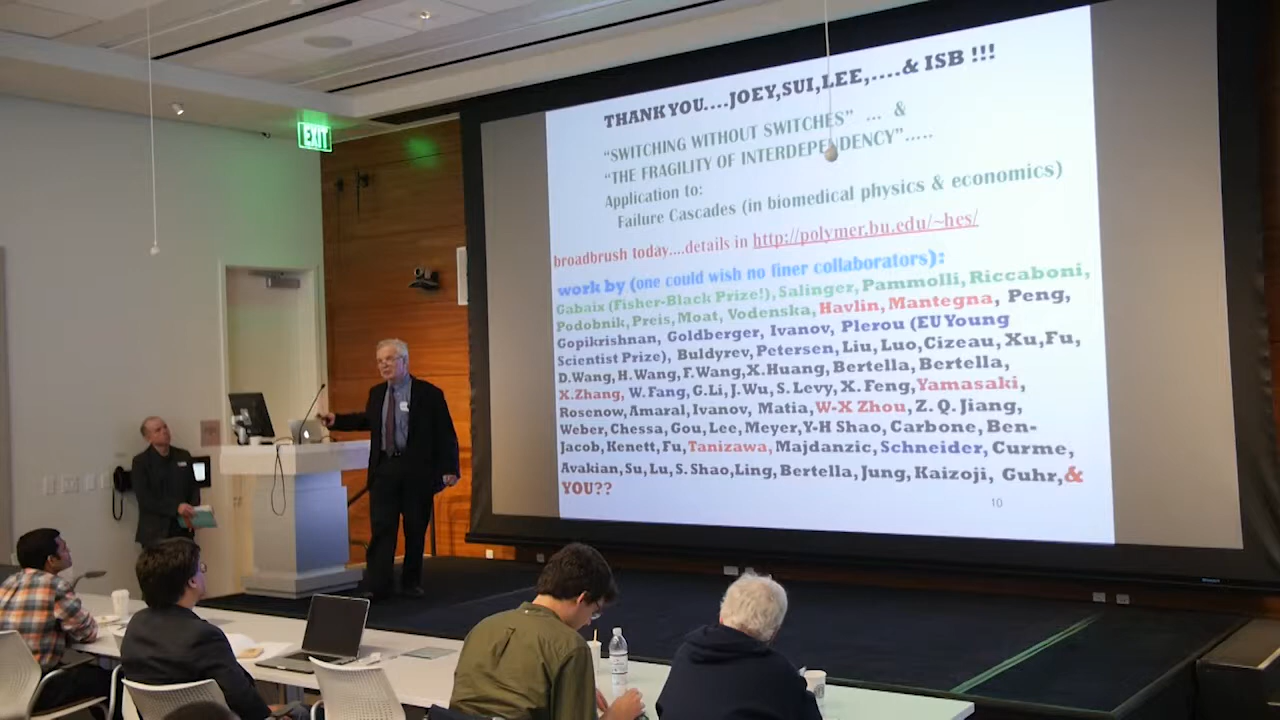 EXIT
THANK YOU....JOEY,SUI,LEE,....& ISB !!!
"SWITCHING WITHOUT SWITCHES" ... &
"THE FRAGILITY OF INTERDEPENDENCY".....
Application to:
Failure Cascades (in biomedical physics & economics)
broadbrush today....details in http://polymer.bu.edu/~hes/
work by (one could wish no finer collaborators):
Gabaix (Fisher-Black Prize!), Salinger, Pammolli, Riccaboni,
Podobnik, Preis, Moat, Vodenska, Havlin, Mantegna, Peng,
Gopikrishnan, Goldberger, Ivanov, Plerou (EU Young
Scientist Prize), Buldyrev, Petersen, Liu, Luo, Cizeau, Xu, Fu,
D.Wang, H.Wang, F.Wang, X.Huang, Bertella, Bertella,
X.Zhang, W.Fang, G.Li, J.Wu, S.Levy, X.Feng, Yamasaki,
Rosenow, Amaral, Ivanov, Matia, W-X Zhou, Z.Q.Jiang,
Weber, Chessa, Gou, Lee, Meyer, Y-H Shao, Carbone, Ben-
Jacob, Kenett, Fu, Tanizawa, Majdanzic, Schneider, Curme,
Avakian, Su, Lu, S.Shao, Ling, Bertella, Jung, Kaizoji, Guhr, &
YOU??
10